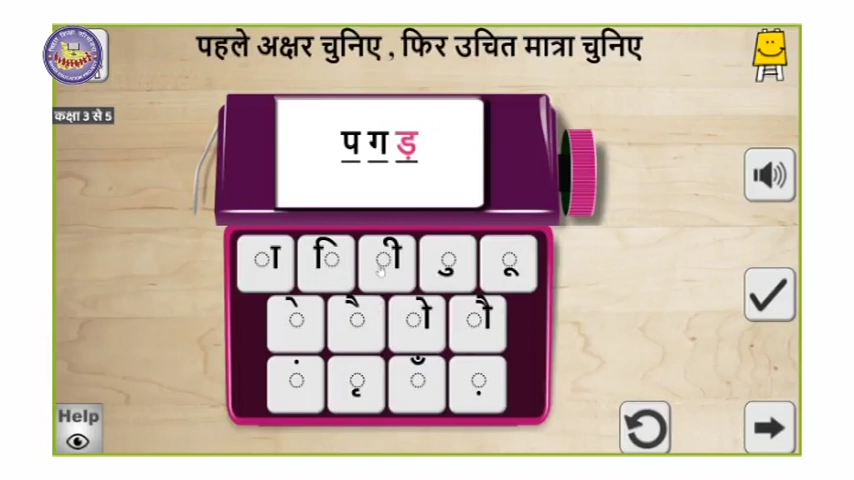 पहले अक्षर चुनिए , फिर उचित मात्रा चुनिए
कक्षा 3 से 5
प ग ड़
ा ि ी ु ू
े ै ो ौ
ं ृ ँ ़
Help